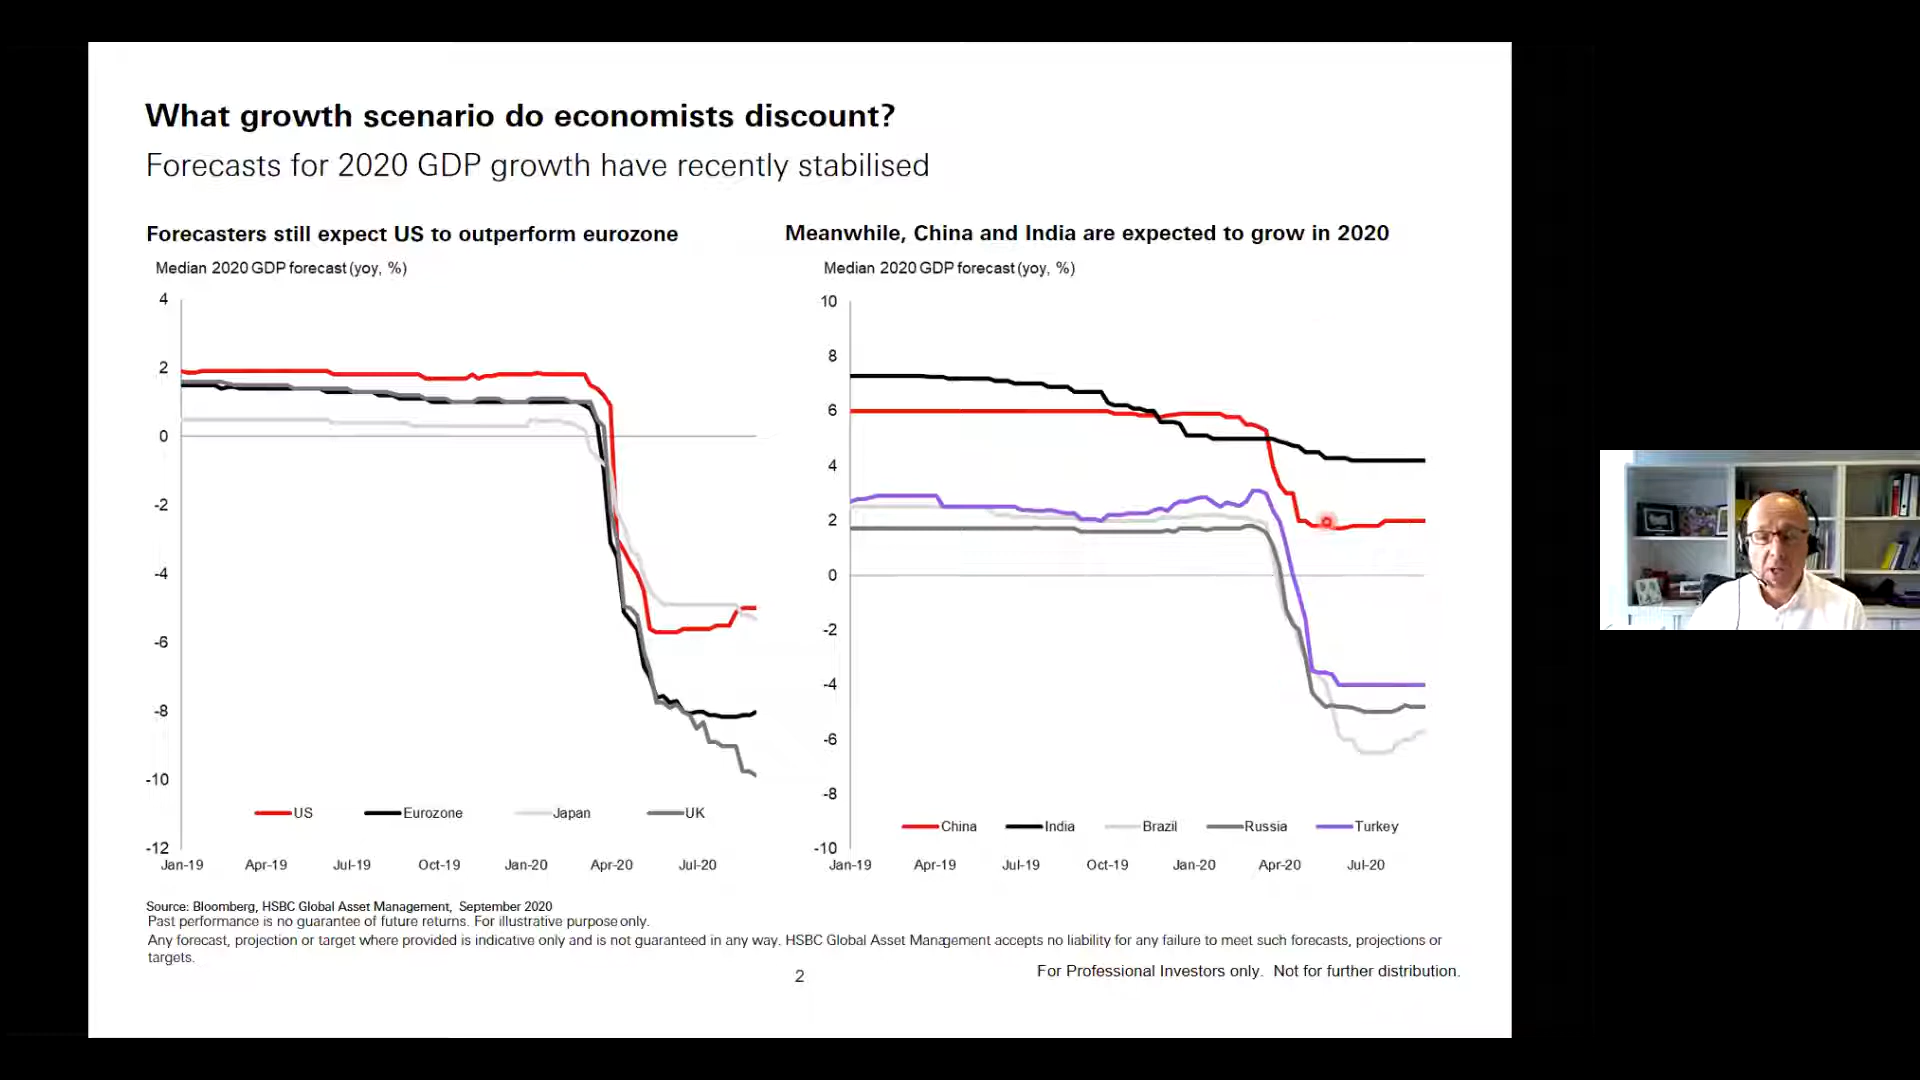 What growth scenario do economists discount?
Forecasts for 2020 GDP growth have recently stabilised
Forecasters still expect US to outperform eurozone
Median 2020 GDP forecast (yoy, %)
4
2
0
-2
-4
-6
-8
-10
-12
US Eurozone Japan UK
Jan-19 Apr-19 Jul-19 Oct-19 Jan-20 Apr-20 Jul-20
Meanwhile, China and India are expected to grow in 2020
Median 2020 GDP forecast (yoy, %)
10
8
6
4
2
0
-2
-4
-6
-8
-10
China India Brazil Russia Turkey
Jan-19 Apr-19 Jul-19 Oct-19 Jan-20 Apr-20 Jul-20
Source: Bloomberg, HSBC Global Asset Management, September 2020
Past performance is no guarantee of future returns. For illustrative purpose only.
Any forecast, projection or target where provided is indicative only and is not guaranteed in any way. HSBC Global Asset Management accepts no liability for any failure to meet such forecasts, projections or
targets.
2
For Professional Investors only. Not for further distribution.